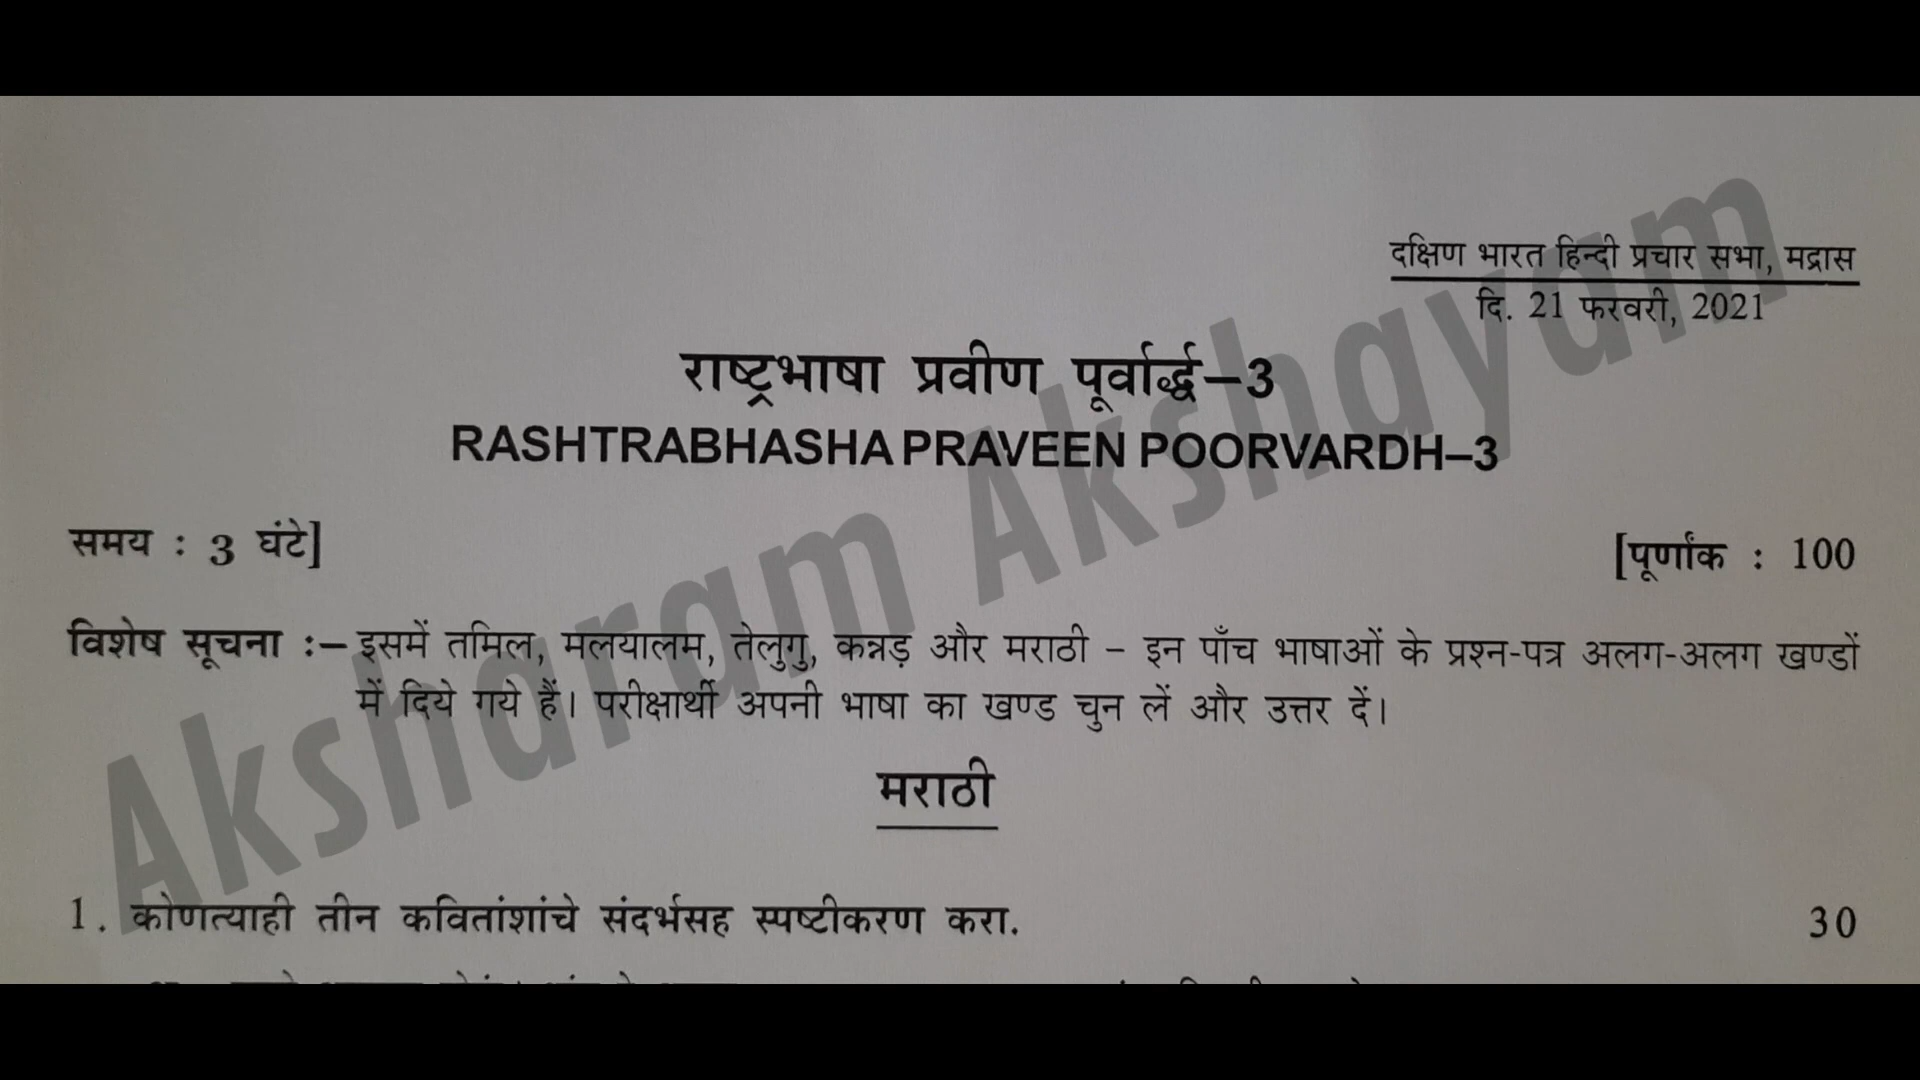 दक्षिण भारत हिन्दी प्रचार सभा, मद्रास
दि. 21 फरवरी, 2021
राष्ट्रभाषा प्रवीण पूर्वार्द्ध–3
RASHTRABHASHA PRAVEEN POORVARDH–3
समय : 3 घंटे] [पूर्णांक : 100
विशेष सूचना :– इसमें तमिल, मलयालम, तेलुगु, कन्नड़ और मराठी – इन पाँच भाषाओं के प्रश्न-पत्र अलग-अलग खण्डों
में दिये गये हैं। परीक्षार्थी अपनी भाषा का खण्ड चुन लें और उत्तर दें।
मराठी
1. कोणत्याही तीन कवितांशांचे संदर्भसह स्पष्टीकरण करा. 30
Aksharam Akshayam